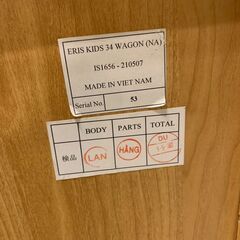 ERIS KIDS 34 WAGON (NA)
IS1656 - 210507
MADE IN VIET NAM
Serial No. 53
BODY PARTS TOTAL
検品 LAN HẰNG DU